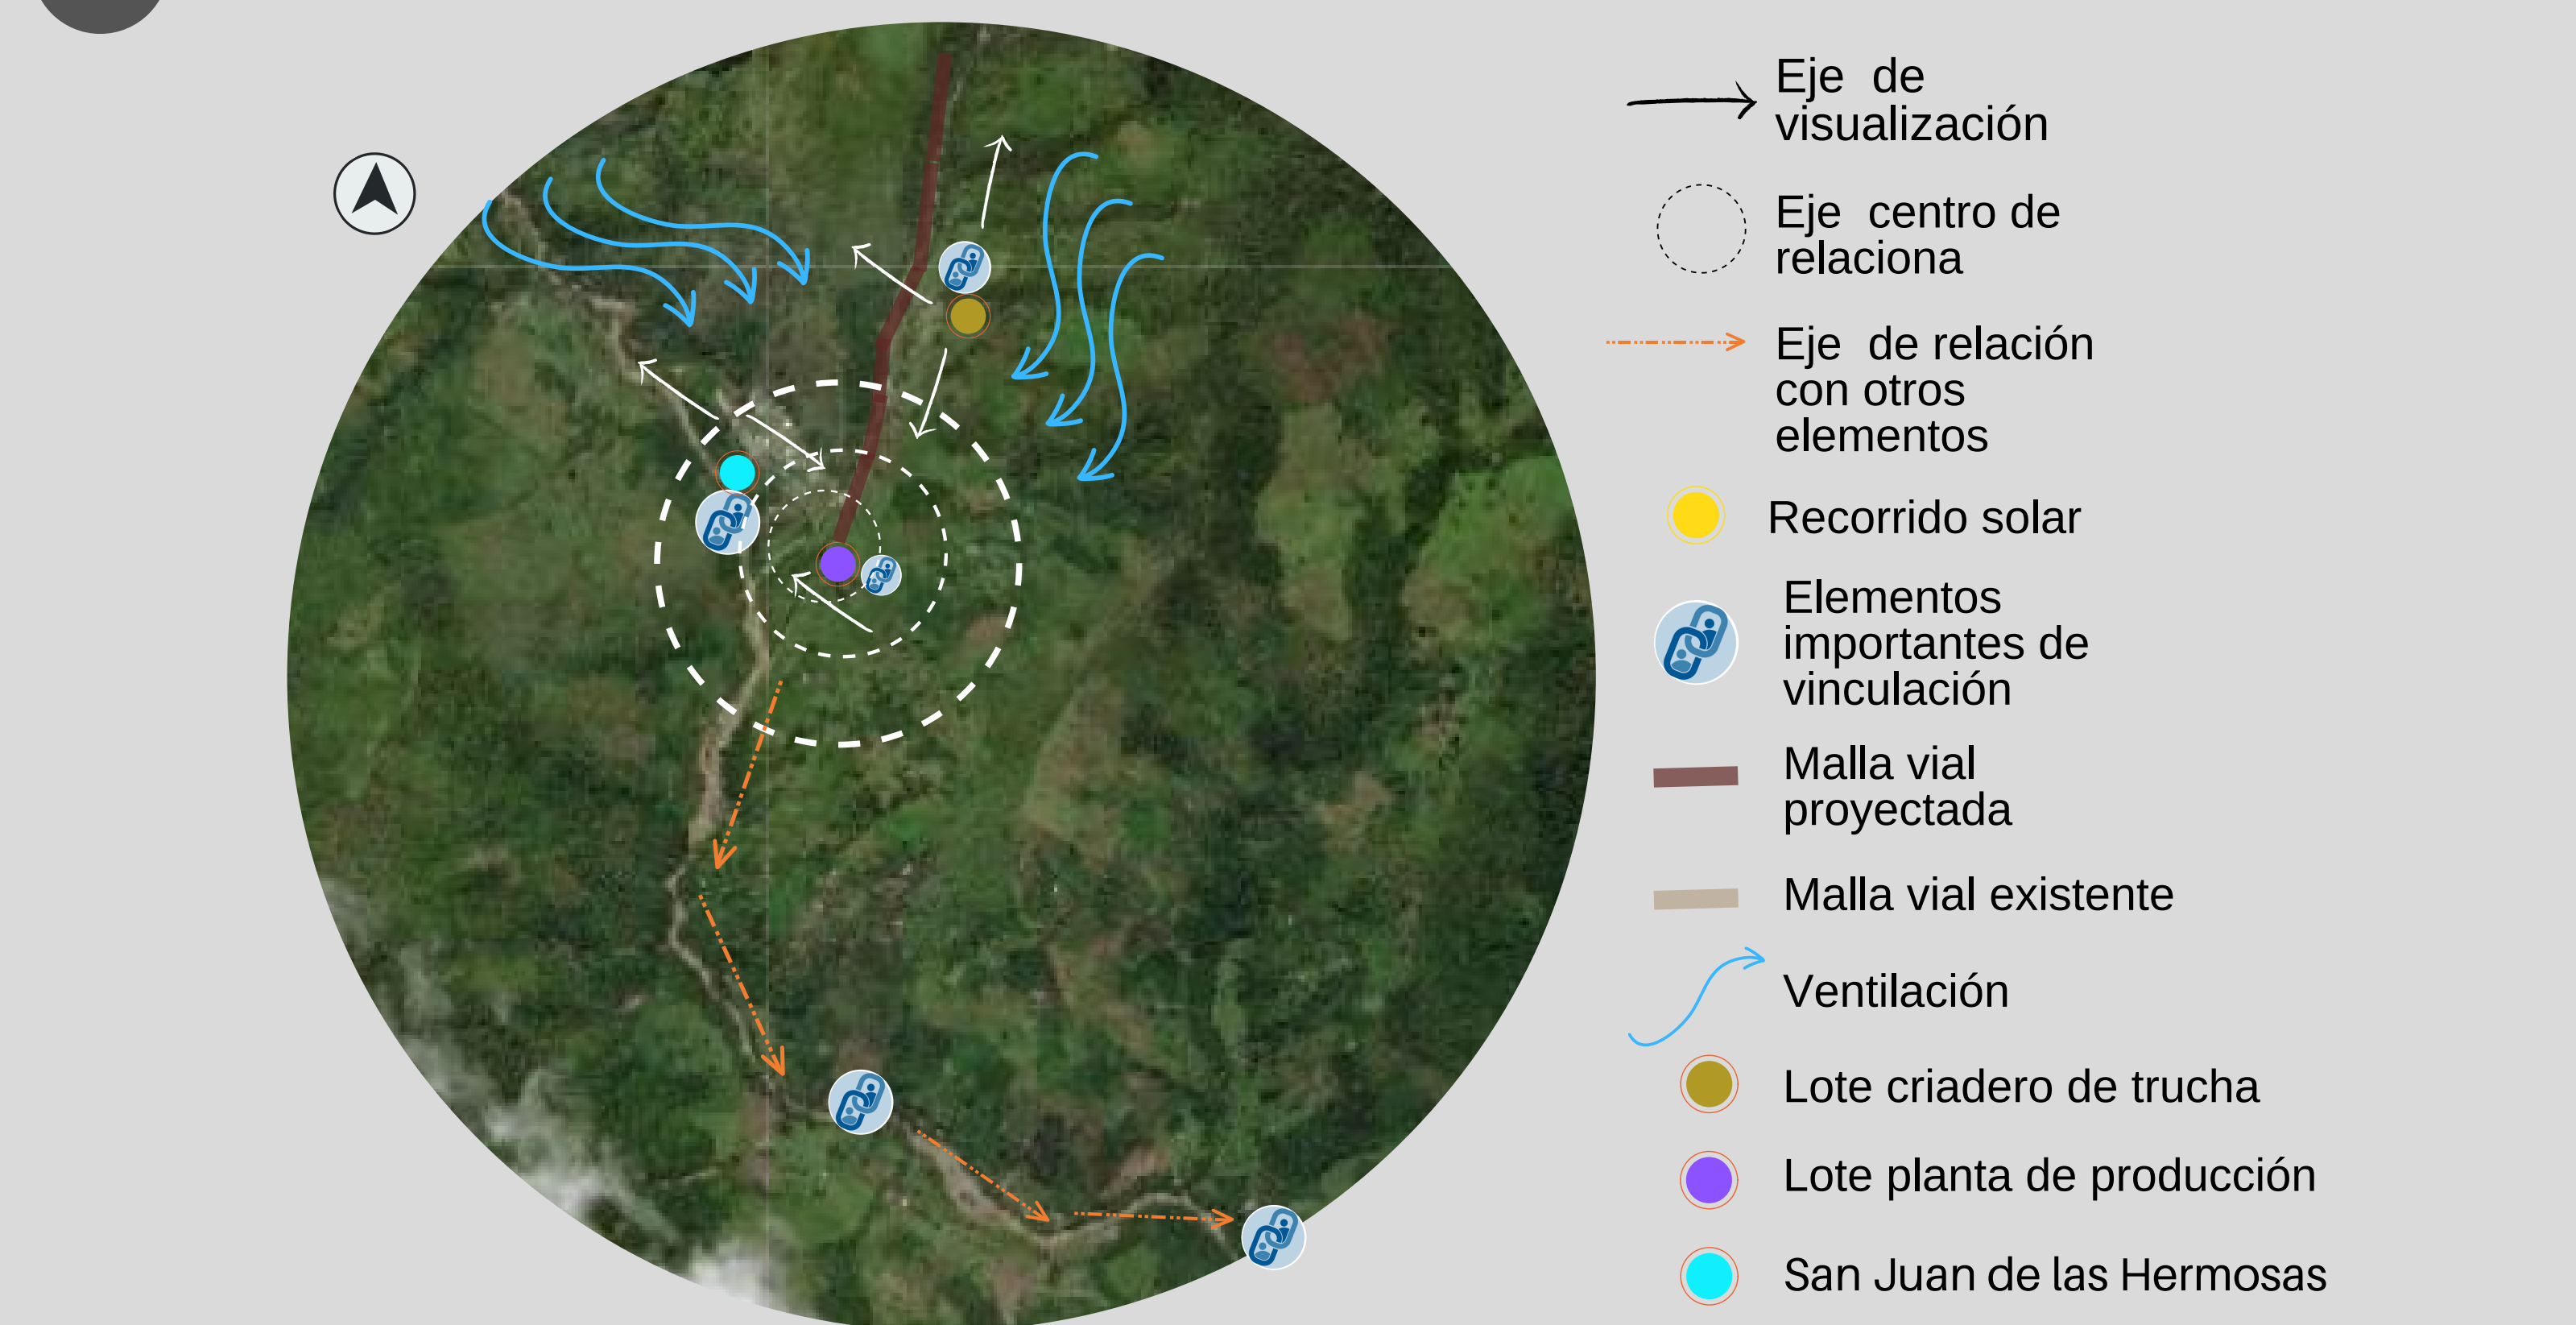 Eje de
visualización
Eje centro de
relaciona
Eje de relación
con otros
elementos
Recorrido solar
Elementos
importantes de
vinculación
Malla vial
proyectada
Malla vial existente
Ventilación
Lote criadero de trucha
Lote planta de producción
San Juan de las Hermosas